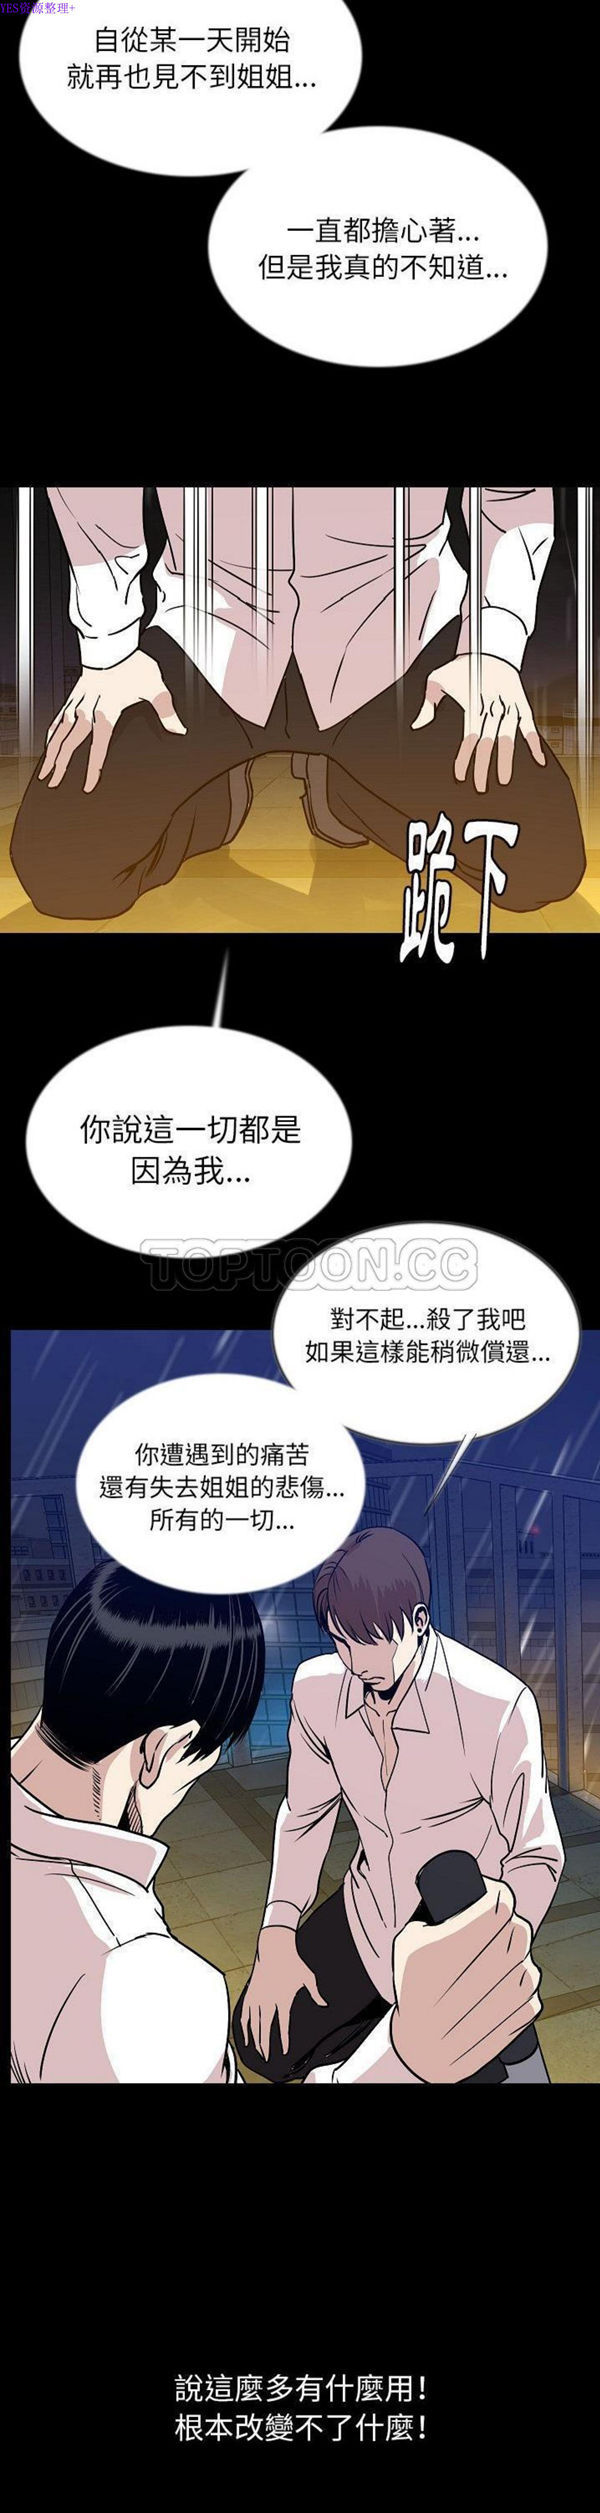 YES资源整理+
自從某一天開始
就再也見不到姐姐...
一直都擔心著...
但是我真的不知道...
跪下
你說這一切都是
因為我...
TOPTOON.CC
對不起...殺了我吧
如果這樣能稍微償還...
你遭遇到的痛苦
還有失去姐姐的悲傷...
所有的一切...
說這麼多有什麼用！
根本改變不了什麼！